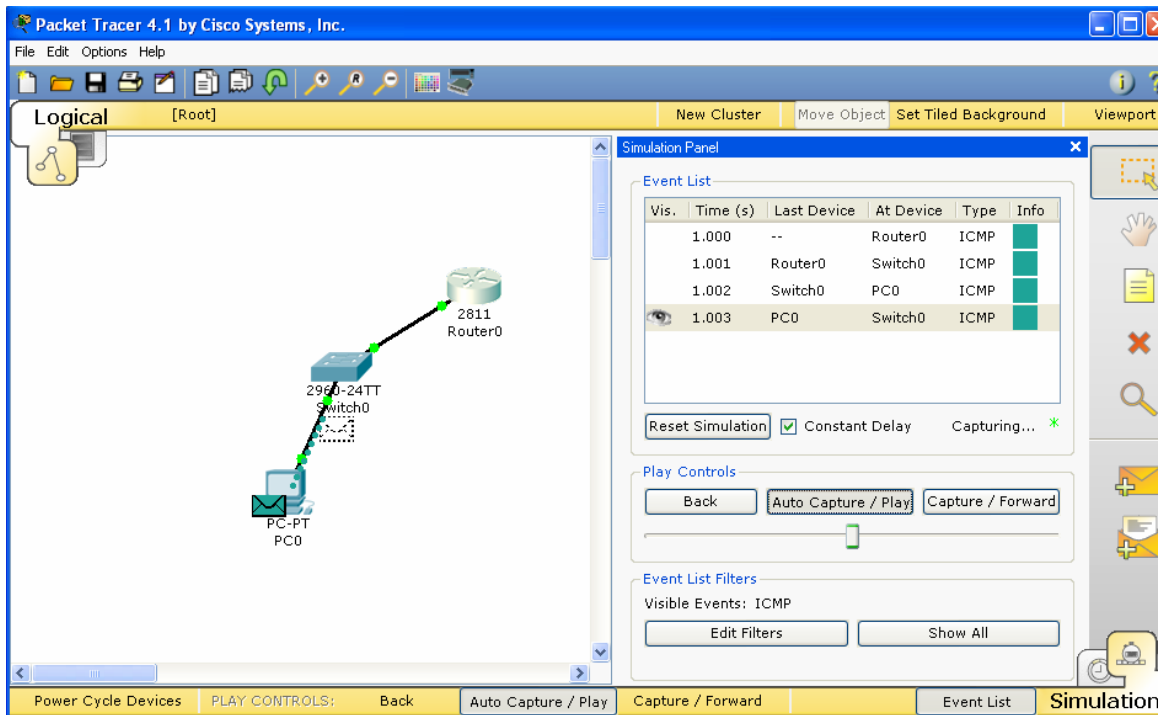 Packet Tracer 4.1 by Cisco Systems, Inc.
File Edit Options Help
i ?
Logical [Root] New Cluster Move Object Set Tiled Background Viewport
Simulation Panel
Event List
Vis. Time (s) Last Device At Device Type Info
1.000 -- Router0 ICMP
1.001 Router0 Switch0 ICMP
1.002 Switch0 PC0 ICMP
1.003 PC0 Switch0 ICMP
2811
Router0
2960-24TT
Switch0
PC-PT
PC0
Reset Simulation Constant Delay Capturing... *
Play Controls
Back Auto Capture / Play Capture / Forward
Event List Filters
Visible Events: ICMP
Edit Filters Show All
Power Cycle Devices PLAY CONTROLS: Back Auto Capture / Play Capture / Forward Event List Simulation